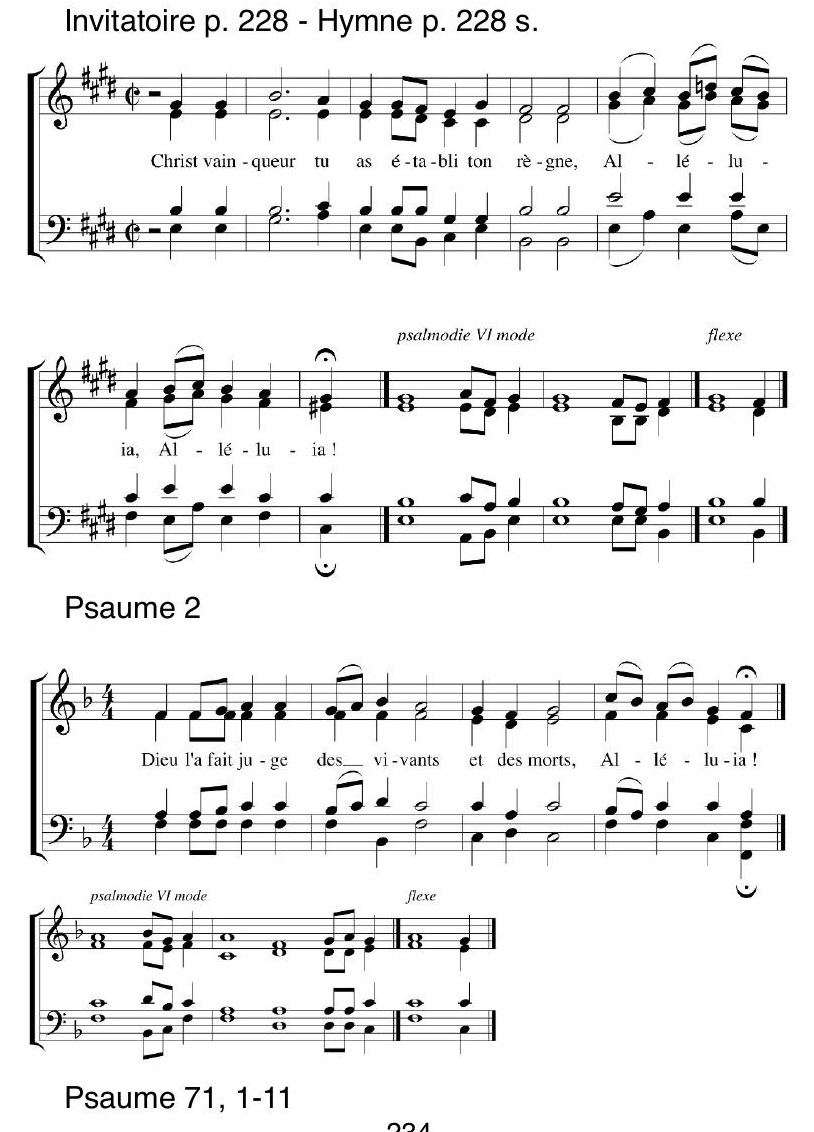 Invitatoire p. 228 - Hymne p. 228 s.
Christ vain - queur tu as é - ta - bli ton rè - gne, Al - lé - lu -
psalmodie VI mode flexe
ia, Al - lé - lu - ia !
Psaume 2
Dieu l'a fait ju - ge des vi - vants et des morts, Al - lé - lu - ia !
psalmodie VI mode flexe
Psaume 71, 1-11
234